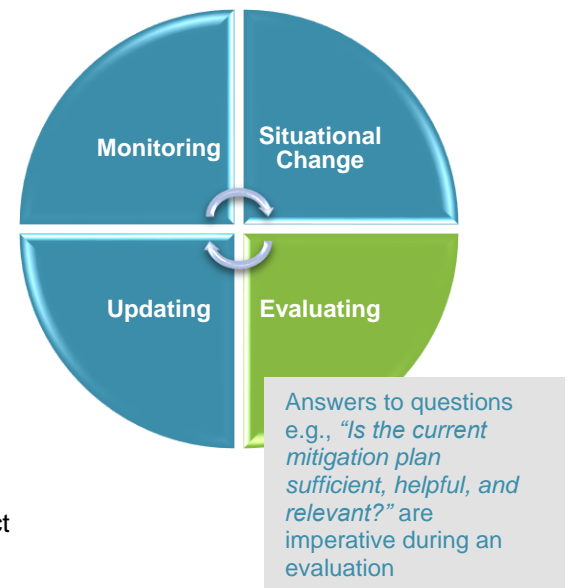 Monitoring
Situational
Change
Updating
Evaluating
Answers to questions
e.g., “Is the current
mitigation plan
sufficient, helpful, and
relevant?” are
imperative during an
evaluation